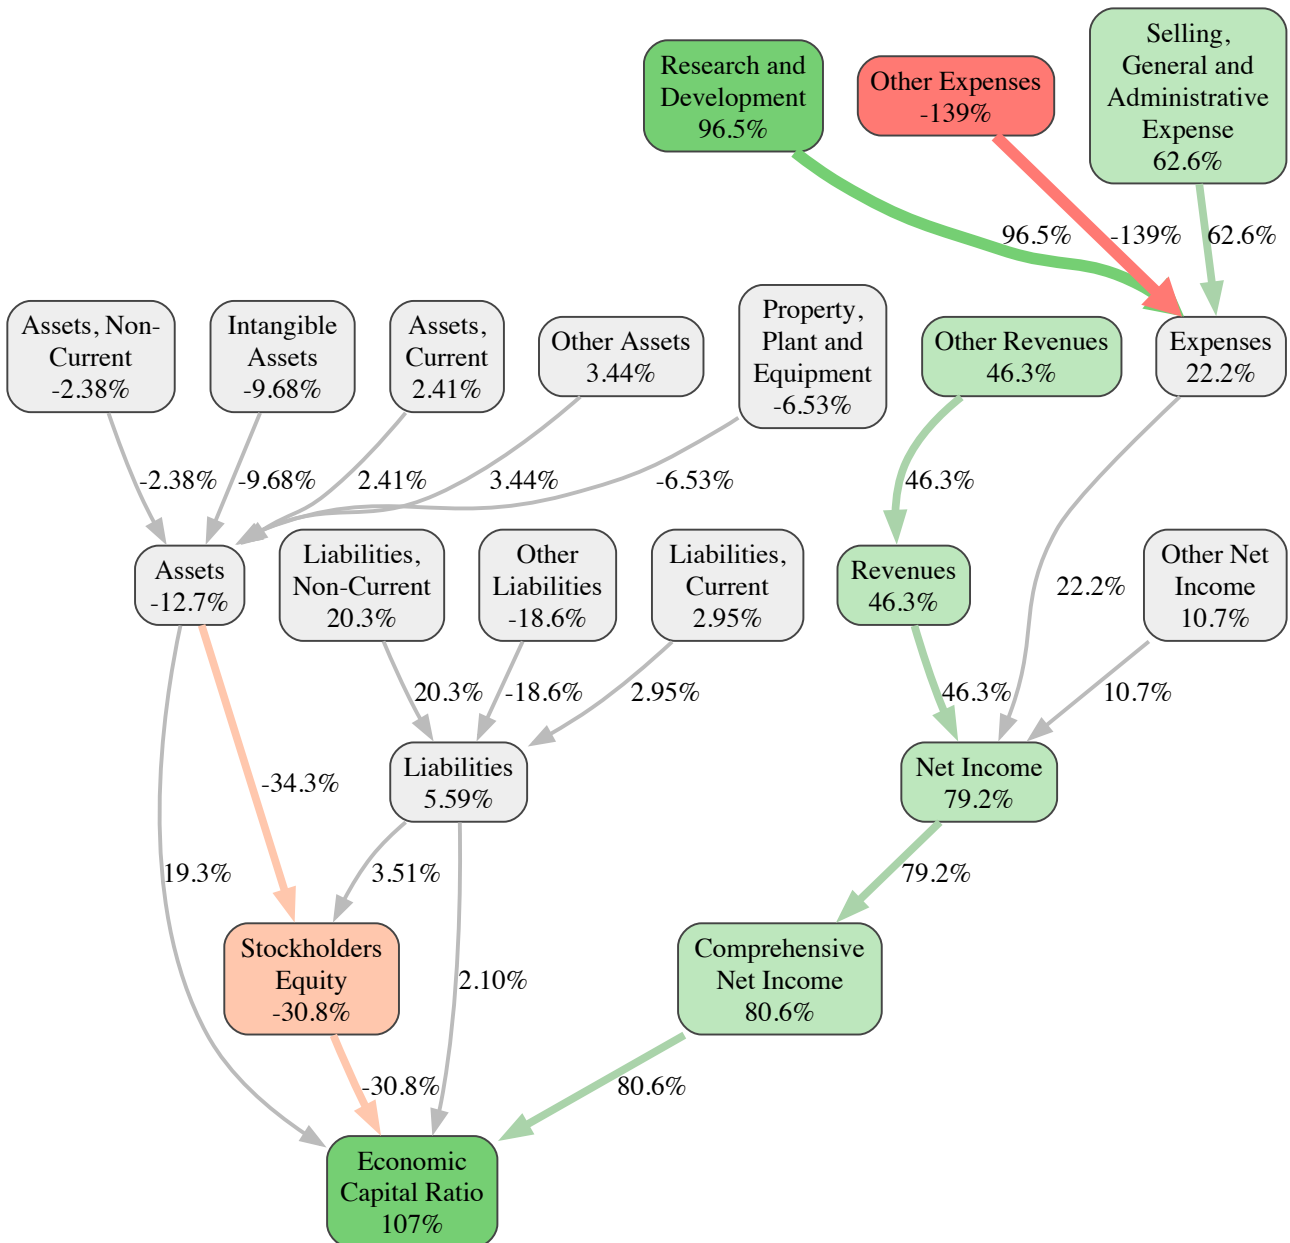 Selling,
General and
Administrative
Expense
62.6%
Research and
Development
96.5%
Other Expenses
-139%
96.5%
-139%
62.6%
Assets, Non-
Current
-2.38%
Intangible
Assets
-9.68%
Assets,
Current
2.41%
Other Assets
3.44%
Property,
Plant and
Equipment
-6.53%
Other Revenues
46.3%
Expenses
22.2%
-2.38%
-9.68%
2.41%
3.44%
-6.53%
46.3%
Assets
-12.7%
Liabilities,
Non-Current
20.3%
Other
Liabilities
-18.6%
Liabilities,
Current
2.95%
Revenues
46.3%
22.2%
Other Net
Income
10.7%
20.3%
-18.6%
2.95%
46.3%
10.7%
-34.3%
Liabilities
5.59%
Net Income
79.2%
19.3%
3.51%
79.2%
Stockholders
Equity
-30.8%
2.10%
Comprehensive
Net Income
80.6%
-30.8%
80.6%
Economic
Capital Ratio
107%